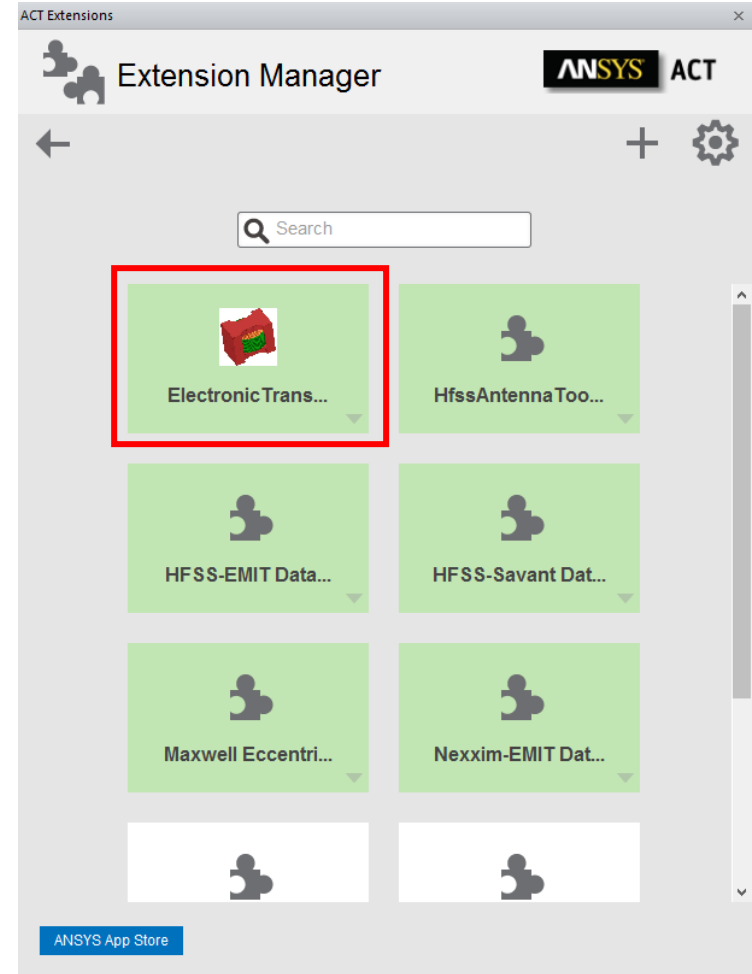 ACT Extensions
Extension Manager
ANSYS ACT
Search
ElectronicTrans...
HfssAntennaToo...
HFSS-EMIT Data...
HFSS-Savant Dat...
Maxwell Eccentri...
Nexxim-EMIT Dat...
ANSYS App Store